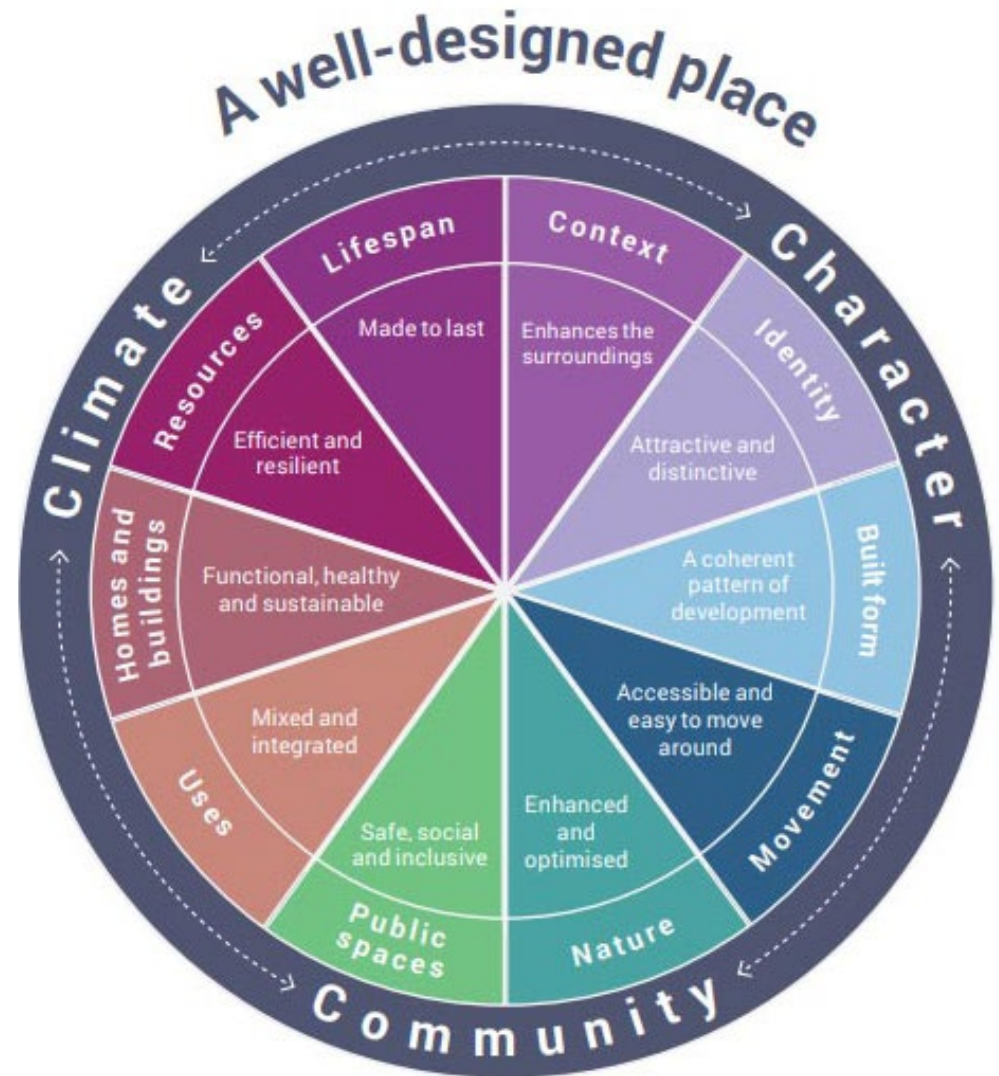 A well-designed place
Climate
Character
Community
Context
Enhances the
surroundings
Identity
Attractive and
distinctive
Built form
A coherent
pattern of
development
Movement
Accessible and
easy to move
around
Nature
Enhanced
and
optimised
Public
spaces
Safe, social
and inclusive
Uses
Mixed and
integrated
Homes and
buildings
Functional, healthy
and sustainable
Resources
Efficient and
resilient
Lifespan
Made to last